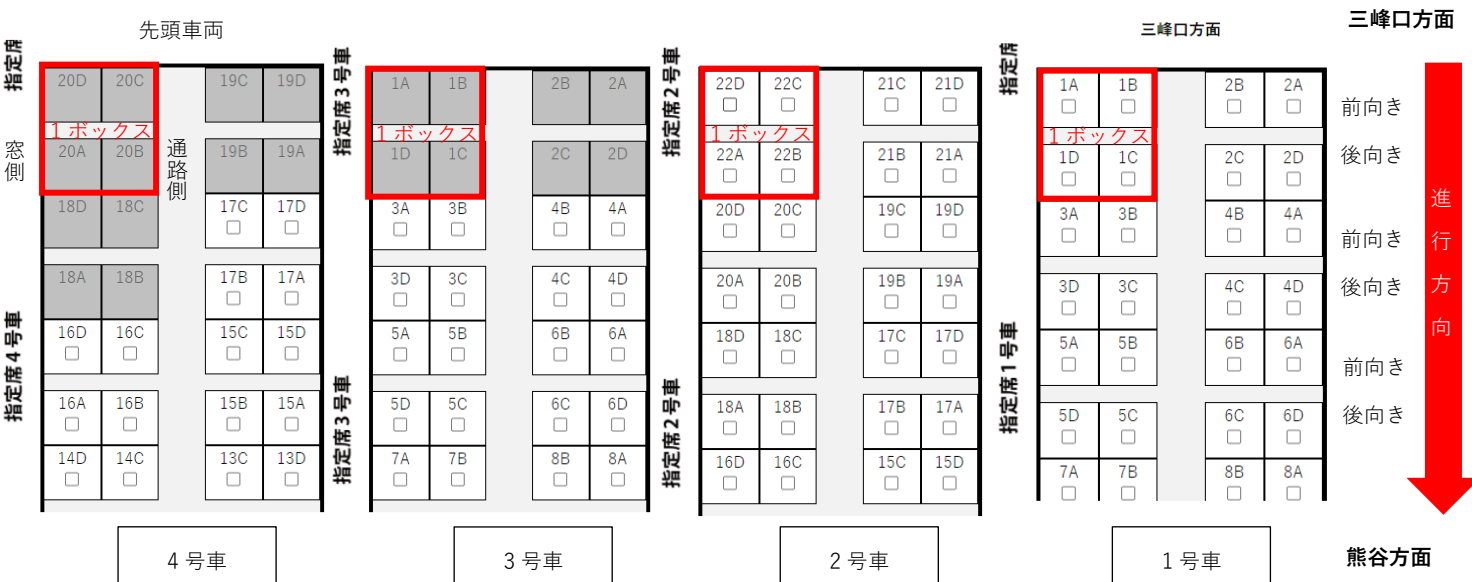 三峰口方面
先頭車両
三峰口方面
指定席
指定席3号車
指定席2号車
指定席
20D 20C 19C 19D
1A 1B 2B 2A
22D 22C 21C 21D
1A 1B 2B 2A
前向き
1ボックス
1ボックス
1ボックス
1ボックス
窓側
通路側
20A 20B 19B 19A
1D 1C 2C 2D
22A 22B 21B 21A
1D 1C 2C 2D
後向き
進行方向
18D 18C 17C 17D
3A 3B 4B 4A
20D 20C 19C 19D
3A 3B 4B 4A
前向き
18A 18B 17B 17A
3D 3C 4C 4D
20A 20B 19B 19A
3D 3C 4C 4D
後向き
指定席4号車
指定席3号車
指定席2号車
指定席1号車
16D 16C 15C 15D
5A 5B 6B 6A
18D 18C 17C 17D
5A 5B 6B 6A
前向き
16A 16B 15B 15A
5D 5C 6C 6D
18A 18B 17B 17A
5D 5C 6C 6D
後向き
14D 14C 13C 13D
7A 7B 8B 8A
16D 16C 15C 15D
7A 7B 8B 8A
4号車
3号車
2号車
1号車
熊谷方面